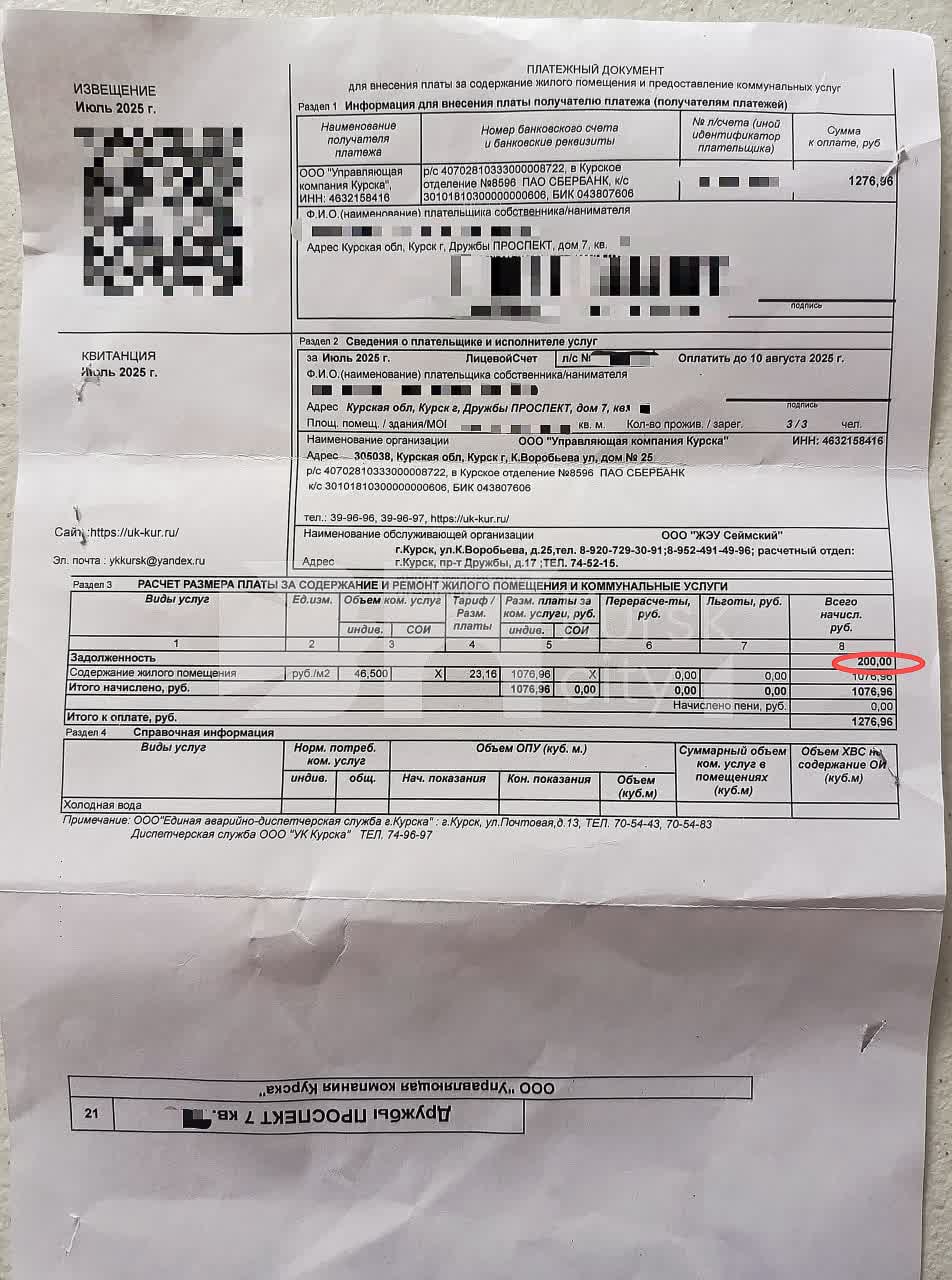 ИЗВЕЩЕНИЕ
Июль 2025 г.
ПЛАТЕЖНЫЙ ДОКУМЕНТ
для внесения платы за содержание жилого помещения и предоставление коммунальных услуг
Раздел 1 Информация для внесения платы получателю платежа (получателям платежей)
Наименование получателя платежа
Номер банковского счета и банковские реквизиты
№ л/счета (иной идентификатор плательщика)
Сумма к оплате, руб
ООО "Управляющая компания Курска", ИНН: 4632158416
р/с 40702810333000008722, в Курское отделение №8596 ПАО СБЕРБАНК, к/с 30101810300000000606, БИК 043807606
1276,96
Ф.И.О.(наименование) плательщика собственника/нанимателя
Адрес Курская обл, Курск г, Дружбы ПРОСПЕКТ, дом 7, кв.
подпись
КВИТАНЦИЯ
Июль 2025 г.
Раздел 2 Сведения о плательщике и исполнителе услуг
за Июль 2025 г. ЛицевойСчет л/с № Оплатить до 10 августа 2025 г.
Ф.И.О.(наименование) плательщика собственника/нанимателя
Адрес Курская обл, Курск г, Дружбы ПРОСПЕКТ, дом 7, кв
подпись
Площ. помещ. / здания/МОП кв. м. Кол-во прожив. / зарег. 3 / 3 чел.
Наименование организации ООО "Управляющая компания Курска" ИНН: 4632158416
Адрес 305038, Курская обл, Курск г, К.Воробьева ул, дом № 25
р/с 40702810333000008722, в Курское отделение №8596 ПАО СБЕРБАНК
к/с 30101810300000000606, БИК 043807606
тел.: 39-96-96, 39-96-97, https://uk-kur.ru/
Сайт:https://uk-kur.ru/
Эл. почта : ykkursk@yandex.ru
Наименование обслуживающей организации ООО "ЖЭУ Сеймский"
Адрес г.Курск, ул.К.Воробьева, д.25,тел. 8-920-729-30-91;8-952-491-49-96; расчетный отдел:
г.Курск, пр-т Дружбы, д.17 ;ТЕЛ. 74-52-15.
Раздел 3 РАСЧЕТ РАЗМЕРА ПЛАТЫ ЗА СОДЕРЖАНИЕ И РЕМОНТ ЖИЛОГО ПОМЕЩЕНИЯ И КОММУНАЛЬНЫЕ УСЛУГИ
Виды услуг Ед.изм. Объем ком. услуг Тариф / Разм. платы Разм. платы за ком. услуги, руб. Перерасче-ты, руб. Льготы, руб. Всего начисл. руб.
индив. СОИ индив. СОИ
1 2 3 4 5 6 7 8
Задолженность 200,00
Содержание жилого помещения руб./м2 46,500 X 23,16 1076,96 X 0,00 0,00 1076,96
Итого начислено, руб. 1076,96 0,00 0,00 0,00 1076,96
Начислено пени, руб. 0,00
Итого к оплате, руб. 1276,96
kursk
city
Раздел 4 Справочная информация
Виды услуг Норм. потреб. ком. услуг Объем ОПУ (куб. м.) Суммарный объем ком. услуг в помещениях (куб.м) Объем ХВС на содержание ОИ (куб.м)
индив. общ. Нач. показания Кон. показания Объем (куб.м)
Холодная вода
Примечание: ООО"Единая аварийно-диспетчерская служба г.Курска" : г.Курск, ул.Почтовая,д.13, ТЕЛ. 70-54-43, 70-54-83
Диспетчерская служба ООО "УК Курска" ТЕЛ. 74-96-97
ООО "Управляющая компания Курска"
21 Дружбы ПРОСПЕКТ 7 кв.